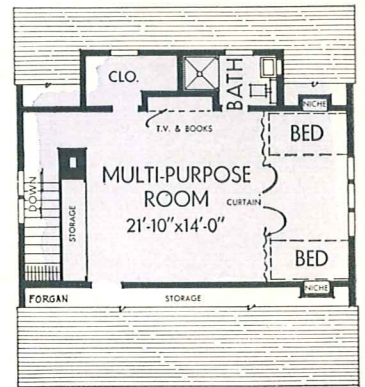 CLO.
BATH
NICHE
T.V. & BOOKS
BED
DOWN
MULTI-PURPOSE
ROOM
CURTAIN
21'-10"x14'-0"
STORAGE
BED
NICHE
FORGAN
STORAGE